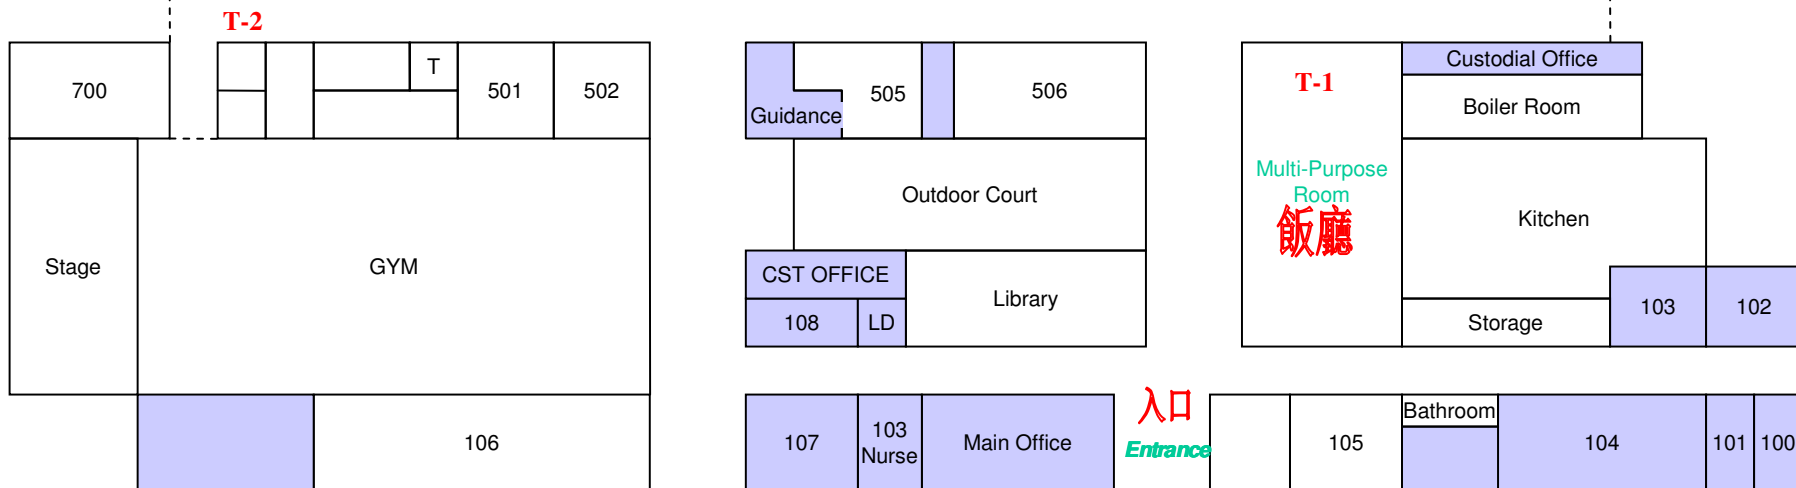 T-2
700
T
501
502
Guidance
505
506
T-1
Custodial Office
Boiler Room
Multi-Purpose
Room
飯廳
Kitchen
Outdoor Court
Stage
GYM
CST OFFICE
108
LD
Library
Storage
103
102
106
107
103
Nurse
Main Office
入口
Entrance
105
Bathroom
104
101
100